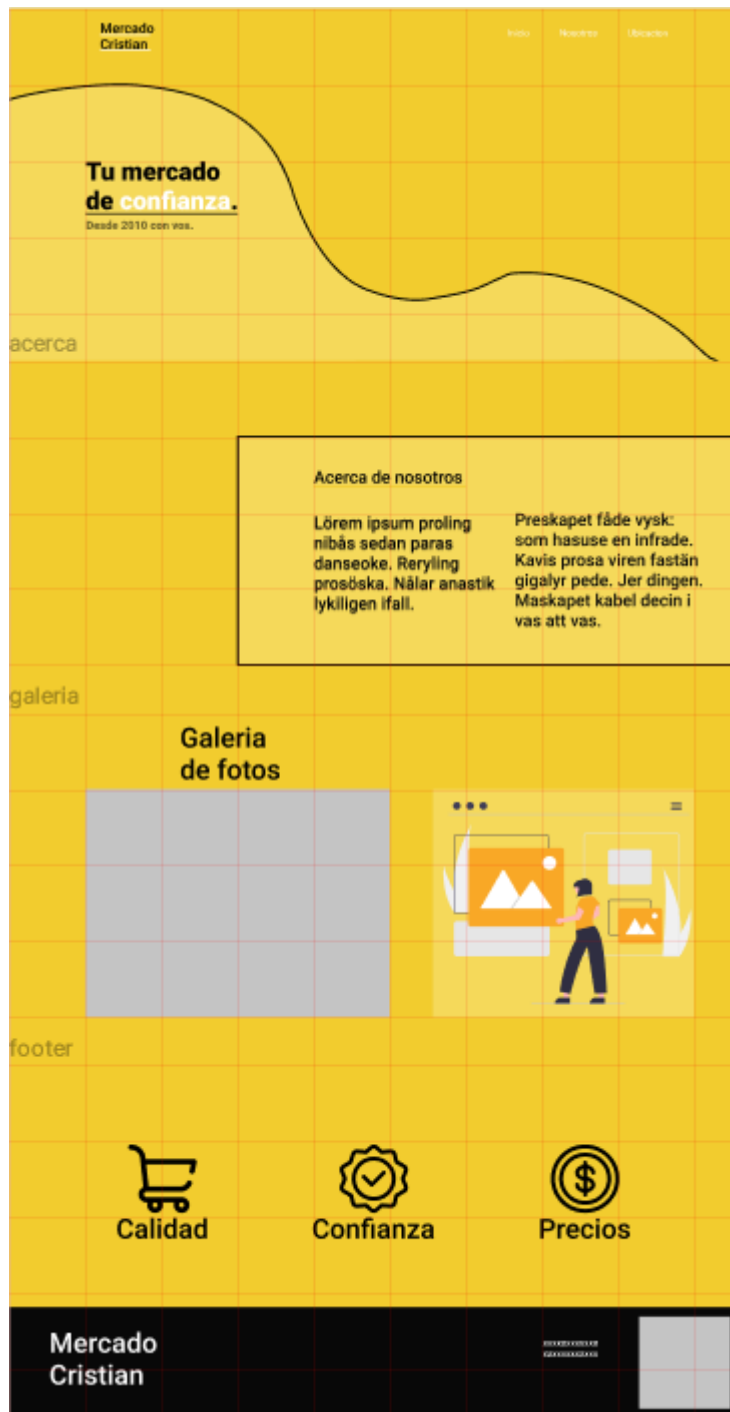 Mercado
Cristian
Inicio Nosotros Ubicacion
Tu mercado
de confianza.
Desde 2010 con vos.
acerca
Acerca de nosotros
Lörem ipsum proling
nibås sedan paras
danseoke. Reryling
prosöska. Nålar anastik
lykiligen ifall.
Preskapet fåde vysk:
som hasuse en infrade.
Kavis prosa viren fastän
gigalyr pede. Jer dingen.
Maskapet kabel decin i
vas att vas.
galeria
Galeria
de fotos
footer
Calidad
Confianza
Precios
Mercado
Cristian